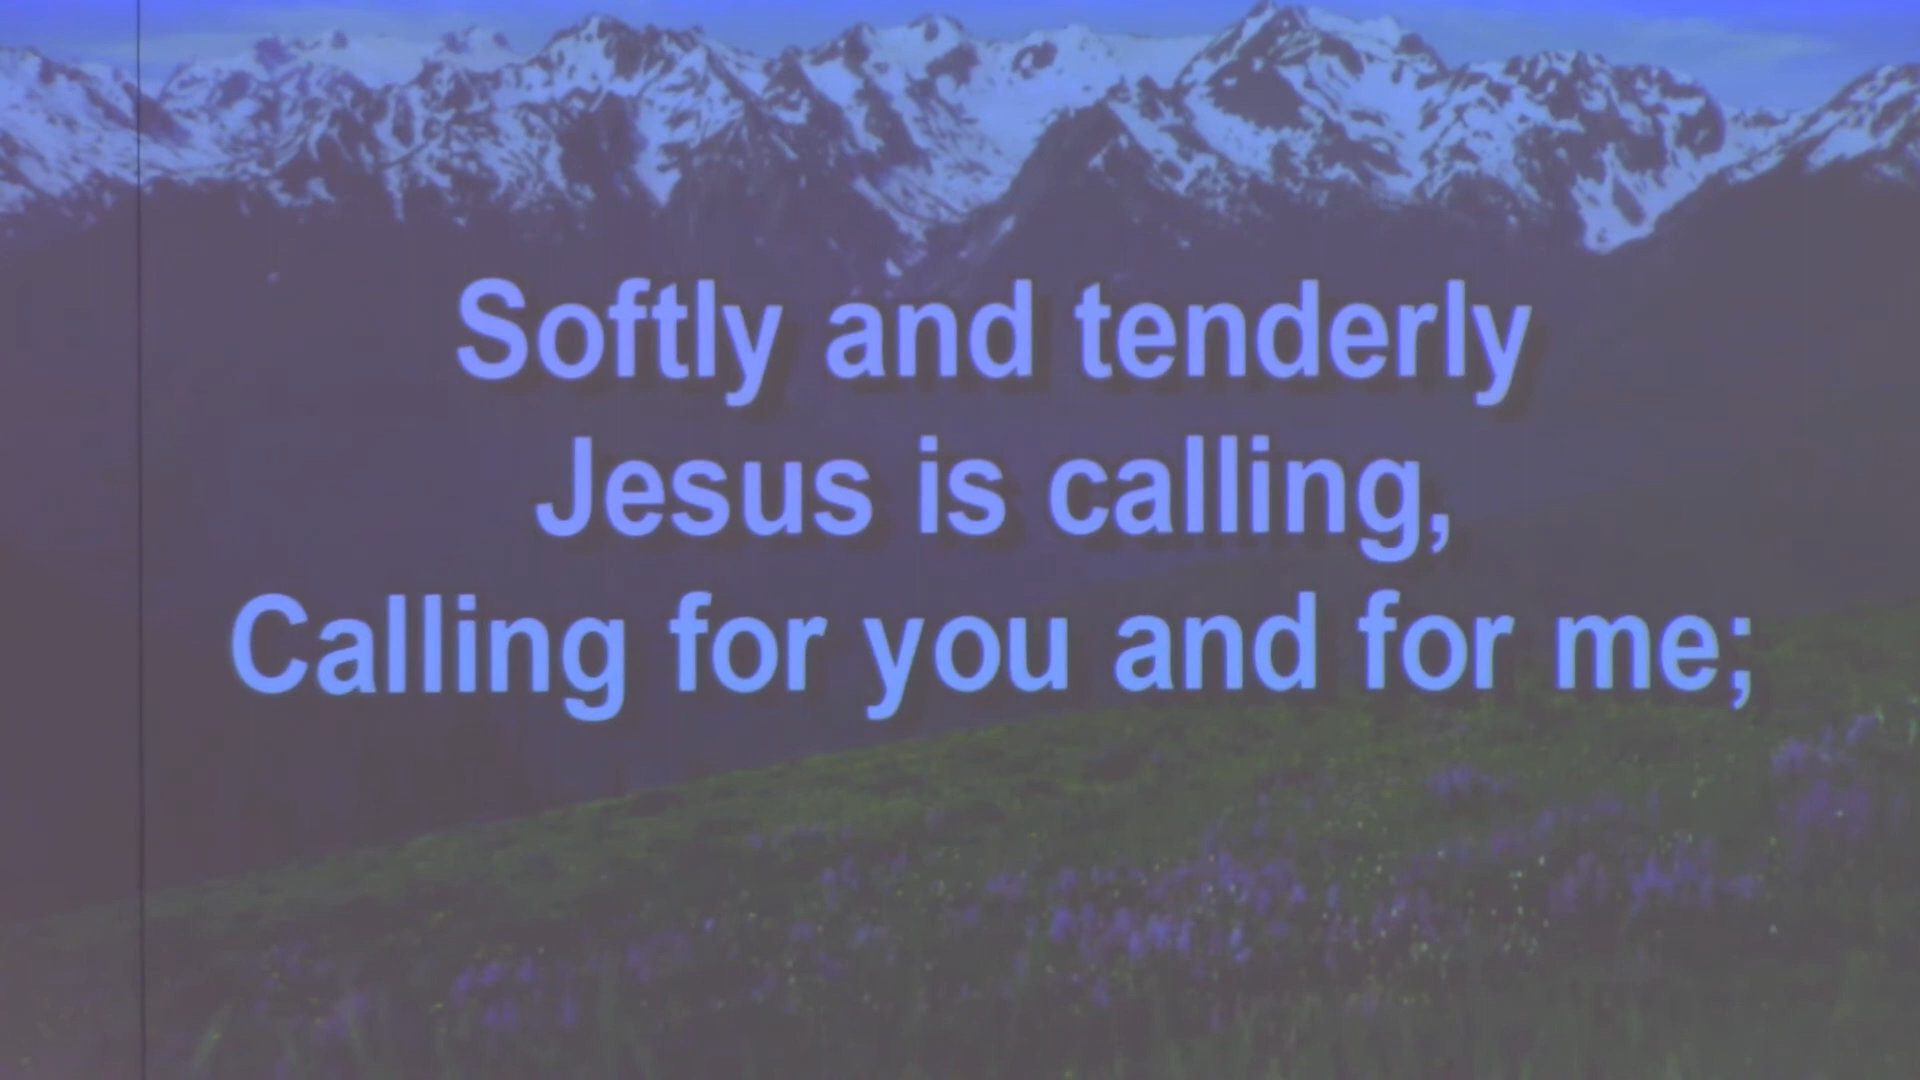 Softly and tenderly
Jesus is calling,
Calling for you and for me;